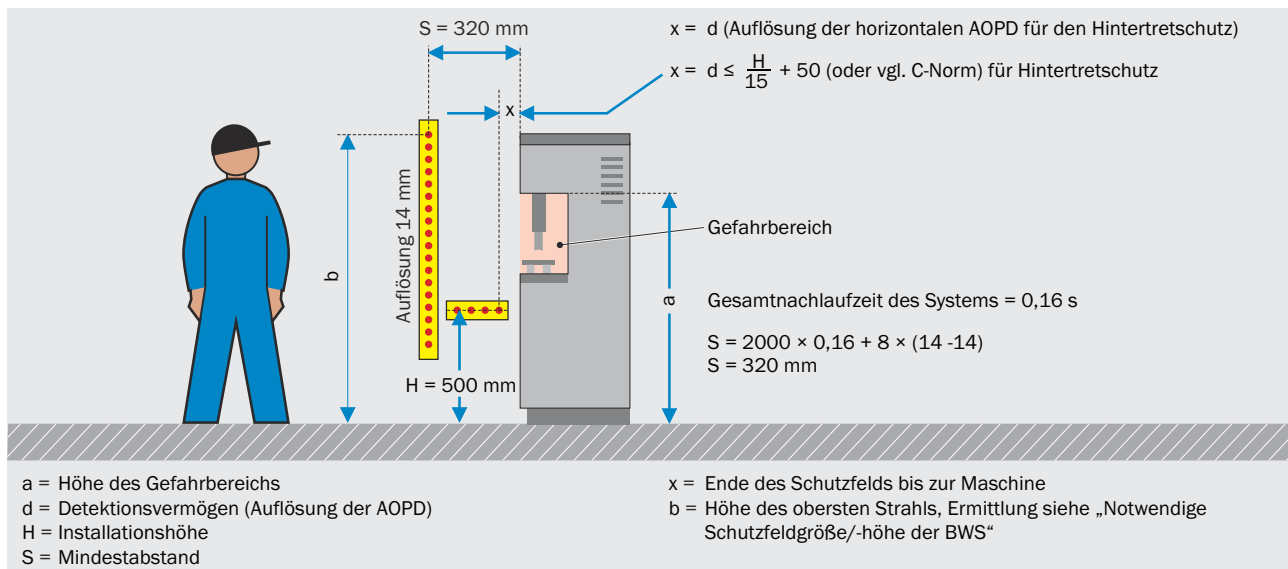 S = 320 mm
x = d (Auflösung der horizontalen AOPD für den Hintertretschutz)
x = d ≤ H/15 + 50 (oder vgl. C-Norm) für Hintertretschutz
x
Auflösung 14 mm
b
Gefahrbereich
a
Gesamtnachlaufzeit des Systems = 0,16 s
S = 2000 × 0,16 + 8 × (14 -14)
S = 320 mm
H = 500 mm
a = Höhe des Gefahrbereichs
d = Detektionsvermögen (Auflösung der AOPD)
H = Installationshöhe
S = Mindestabstand
x = Ende des Schutzfelds bis zur Maschine
b = Höhe des obersten Strahls, Ermittlung siehe „Notwendige
Schutzfeldgröße/-höhe der BWS“